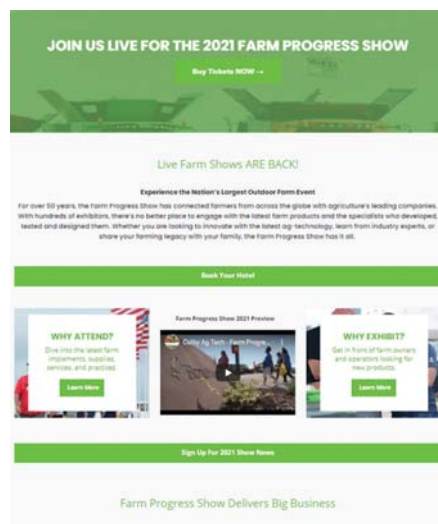 JOIN US LIVE FOR THE 2021 FARM PROGRESS SHOW
Buy Tickets NOW →
Live Farm Shows ARE BACK!
Experience the Nation's Largest Outdoor Farm Event
For over 50 years, the Farm Progress Show has connected farmers from across the globe with agriculture's leading companies.
With hundreds of exhibitors, there's no better place to engage with the latest farm products and the specialists who developed,
tested and designed them. Whether you are looking to innovate with the latest ag-technology, learn from industry experts, or
share your farming legacy with your family, the Farm Progress Show has it all.
Book Your Hotel
WHY ATTEND?
Dive into the latest farm
implements, supplies,
services, and practices.
Learn More
Farm Progress Show 2021 Preview
Ag Tech - Farm Progre...
WHY EXHIBIT?
Get in front of farm owners
and operators looking for
new products.
Learn More
Sign Up For 2021 Show News
Farm Progress Show Delivers Big Business